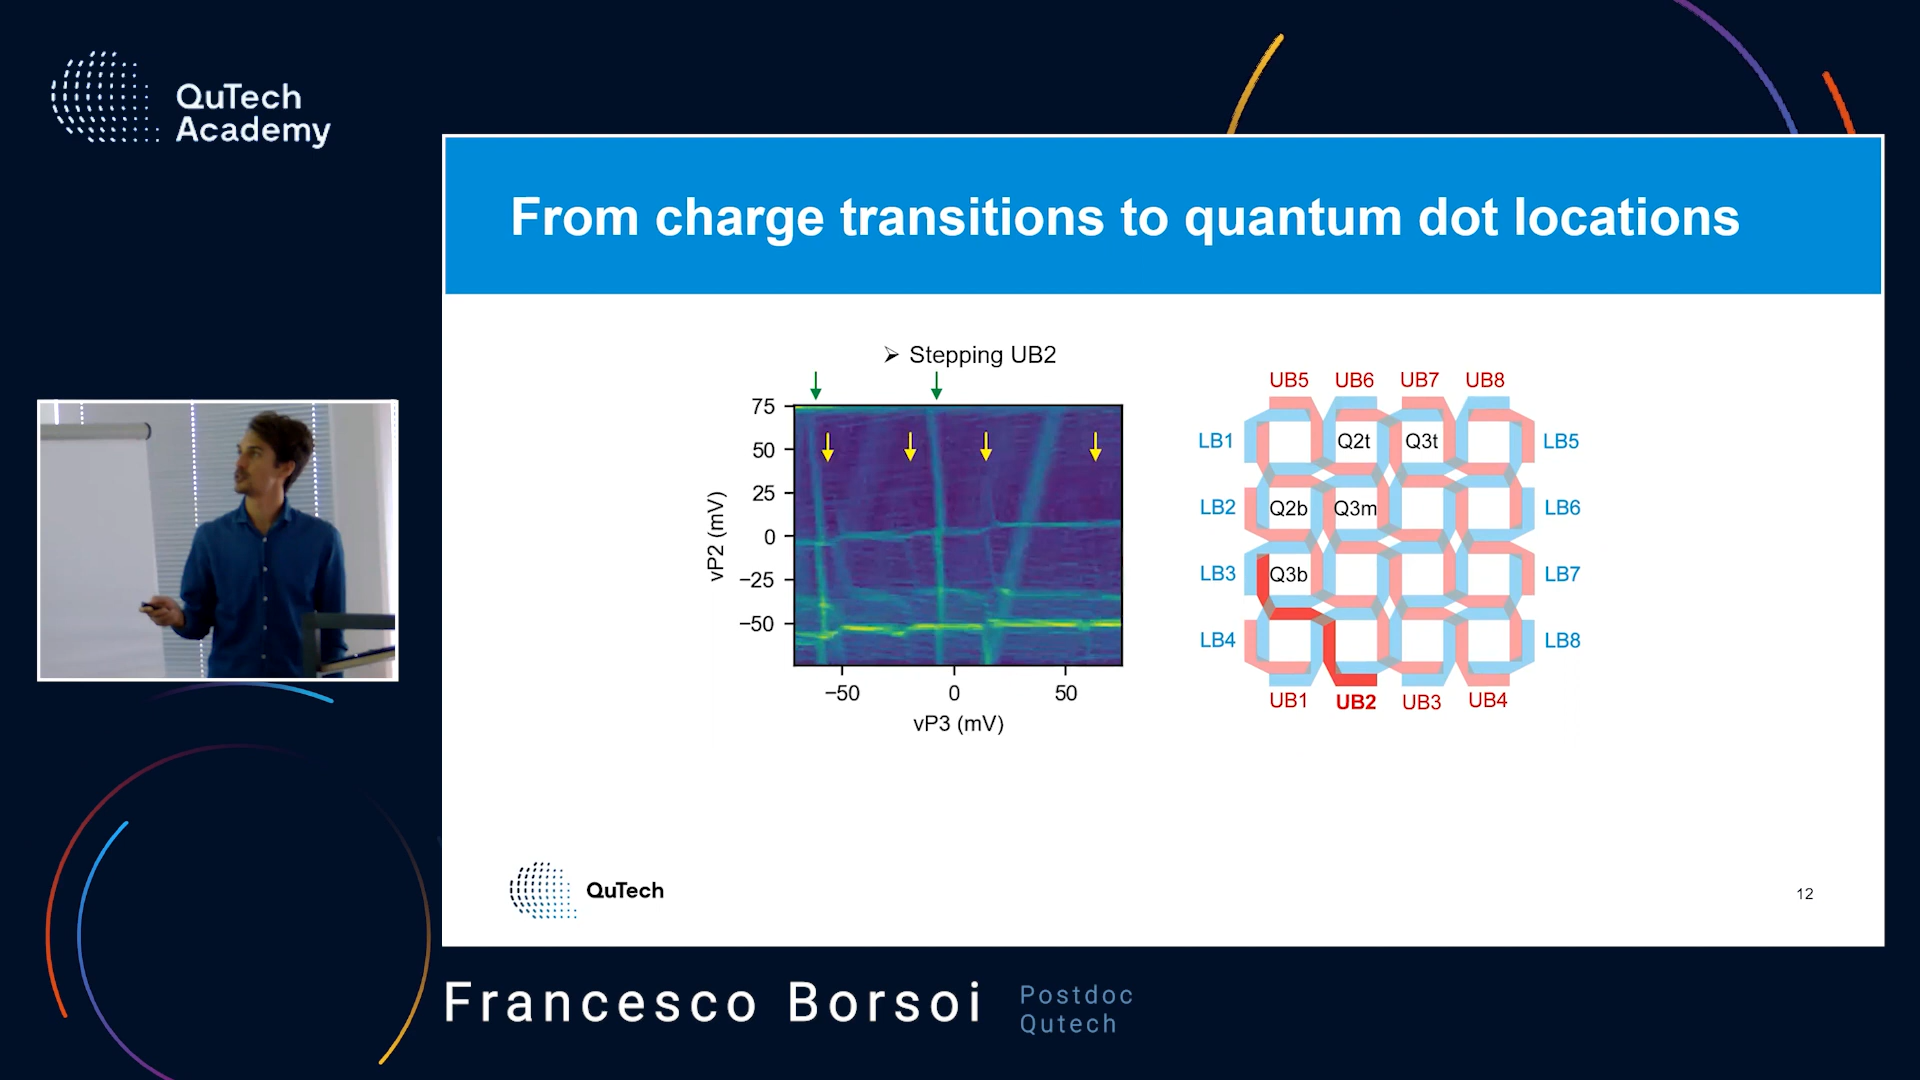 QuTech
Academy
From charge transitions to quantum dot locations
➢ Stepping UB2
75
50
25
0
−25
−50
vP2 (mV)
−50 0 50
vP3 (mV)
UB5 UB6 UB7 UB8
LB1 Q2t Q3t LB5
LB2 Q2b Q3m LB6
LB3 Q3b LB7
LB4 LB8
UB1 UB2 UB3 UB4
QuTech
12
Francesco Borsoi
Postdoc
Qutech